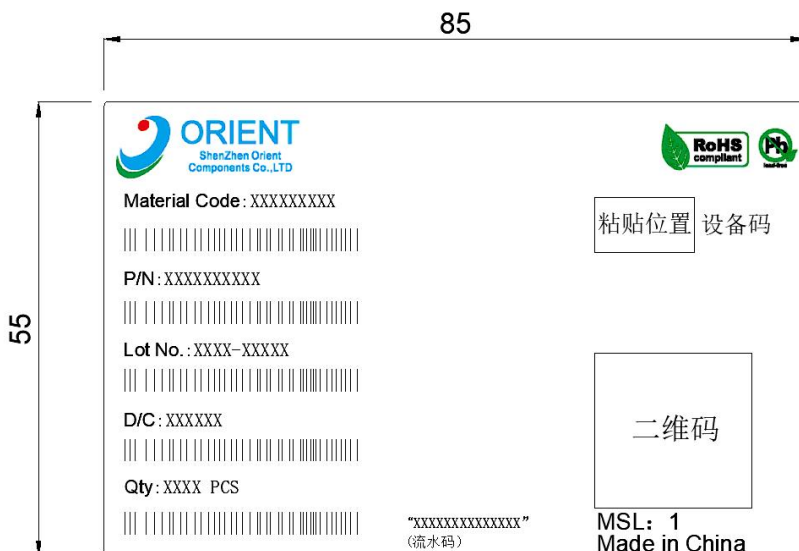 85
55
ORIENT
ShenZhen Orient
Components Co.,LTD
RoHS
compliant
Pb
lead-free
Material Code:XXXXXXXXX
粘贴位置 设备码
P/N:XXXXXXXXXX
Lot No.:XXXX-XXXXX
D/C:XXXXXX
二维码
Qty:XXXX PCS
“XXXXXXXXXXXXXX”
(流水码)
MSL: 1
Made in China